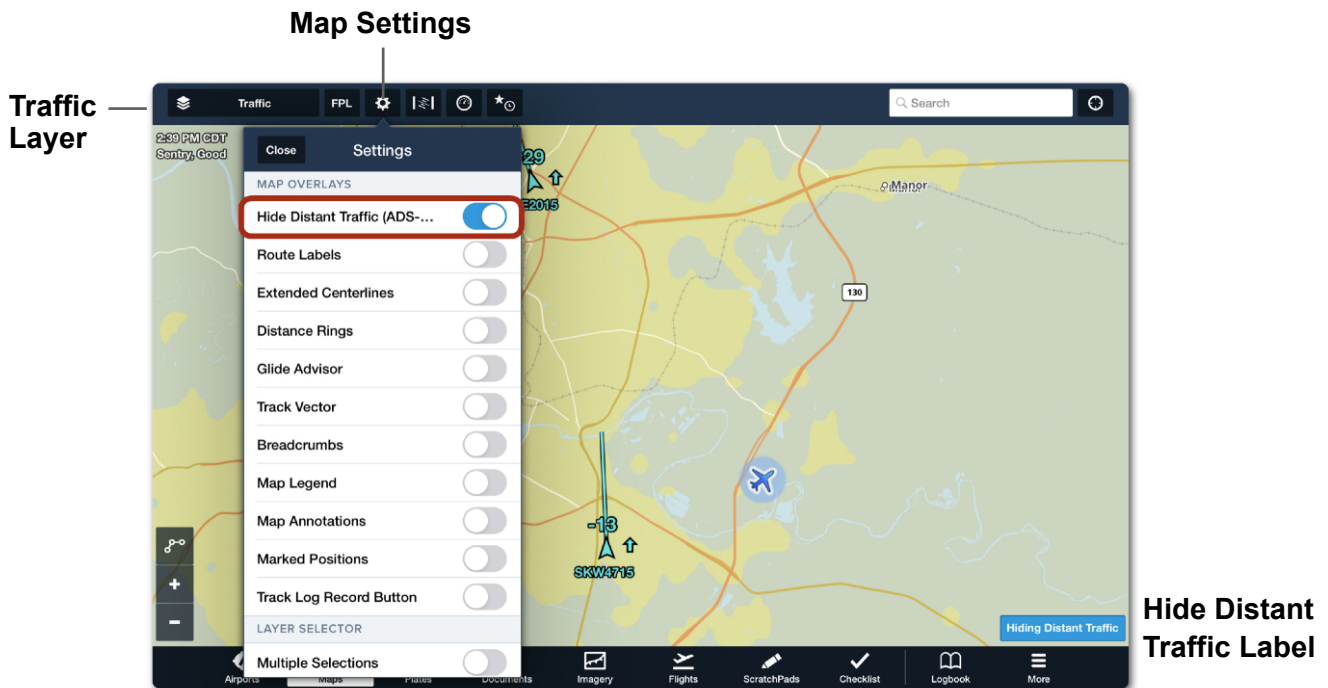 Map Settings
Traffic
Layer
Traffic
FPL
Search
2:39 PM CDT
Sentry, Good
Close
Settings
MAP OVERLAYS
Hide Distant Traffic (ADS-...
Route Labels
Extended Centerlines
Distance Rings
Glide Advisor
Track Vector
Breadcrumbs
Map Legend
Map Annotations
Marked Positions
Track Log Record Button
LAYER SELECTOR
Multiple Selections
29
E2015
Manor
130
-13
SKW4715
Hiding Distant Traffic
Hide Distant
Traffic Label
Airports
Maps
Plates
Documents
Imagery
Flights
ScratchPads
Checklist
Logbook
More